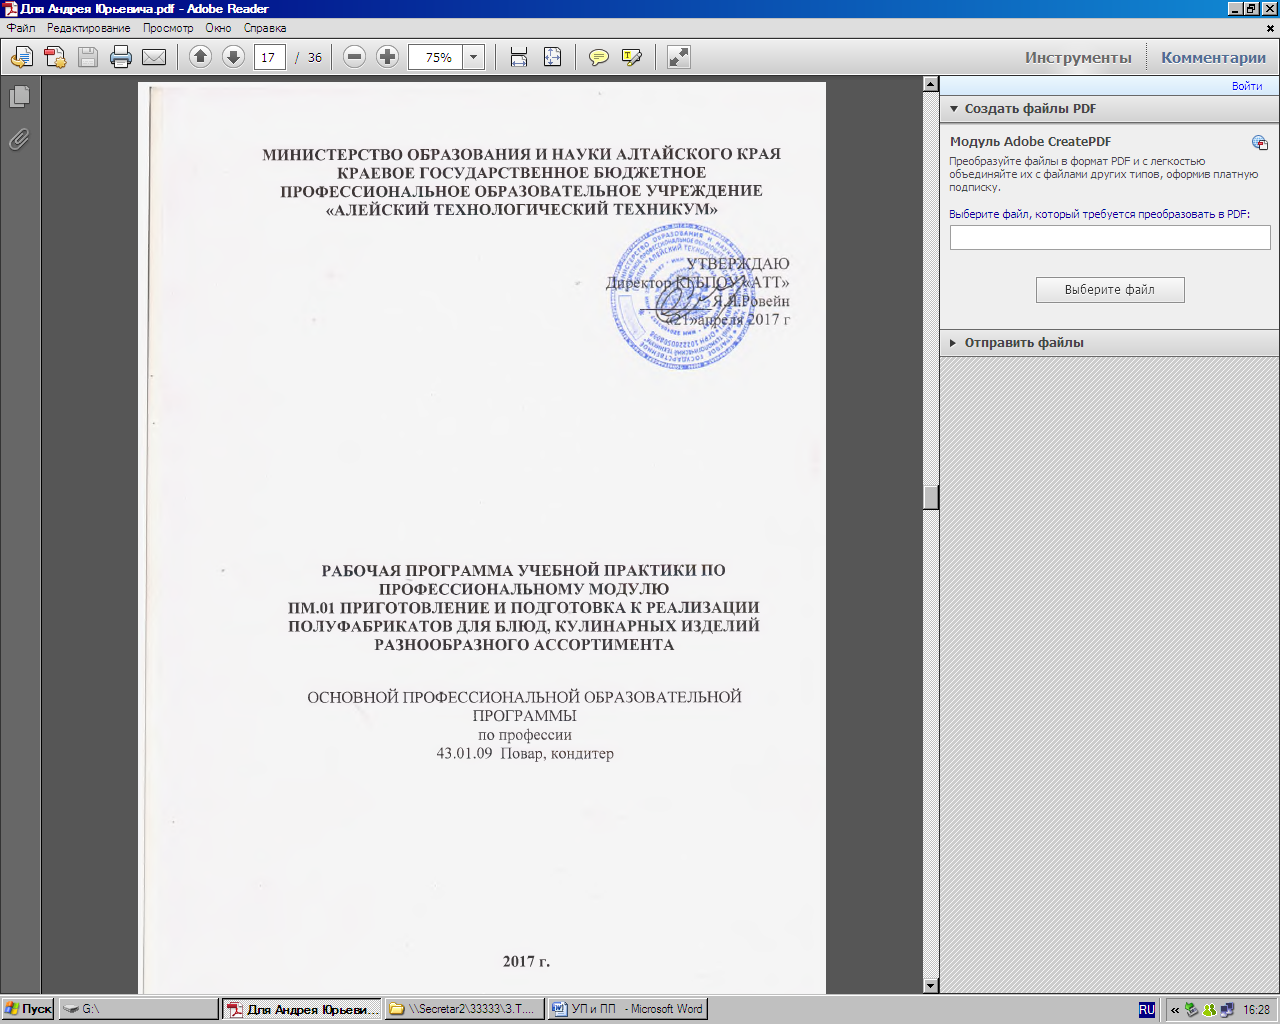 Для Андрея Юрьевича.pdf - Adobe Reader
Файл Редактирование Просмотр Окно Справка
17 / 36 75% Инструменты Комментарии
Войти
Создать файлы PDF
Модуль Adobe CreatePDF
Преобразуйте файлы в формат PDF и с легкостью
объединяйте их с файлами других типов, оформив платную
подписку.
Выберите файл, который требуется преобразовать в PDF:
Выберите файл
Отправить файлы
МИНИСТЕРСТВО ОБРАЗОВАНИЯ И НАУКИ АЛТАЙСКОГО КРАЯ
КРАЕВОЕ ГОСУДАРСТВЕННОЕ БЮДЖЕТНОЕ
ПРОФЕССИОНАЛЬНОЕ ОБРАЗОВАТЕЛЬНОЕ УЧРЕЖДЕНИЕ
«АЛЕЙСКИЙ ТЕХНОЛОГИЧЕСКИЙ ТЕХНИКУМ»
УТВЕРЖДАЮ
Директор КГБПОУ «АТТ»
Я.Я.Ровейн
«21»апреля 2017 г
РАБОЧАЯ ПРОГРАММА УЧЕБНОЙ ПРАКТИКИ ПО
ПРОФЕССИОНАЛЬНОМУ МОДУЛЮ
ПМ.01 ПРИГОТОВЛЕНИЕ И ПОДГОТОВКА К РЕАЛИЗАЦИИ
ПОЛУФАБРИКАТОВ ДЛЯ БЛЮД, КУЛИНАРНЫХ ИЗДЕЛИЙ
РАЗНООБРАЗНОГО АССОРТИМЕНТА
ОСНОВНОЙ ПРОФЕССИОНАЛЬНОЙ ОБРАЗОВАТЕЛЬНОЙ
ПРОГРАММЫ
по профессии
43.01.09 Повар, кондитер
2017 г.
Пуск G:\ Для Андрея Юрьеви... \\Secretar2\33333\З.Т.... УП и ПП - Microsoft Word RU « 16:28